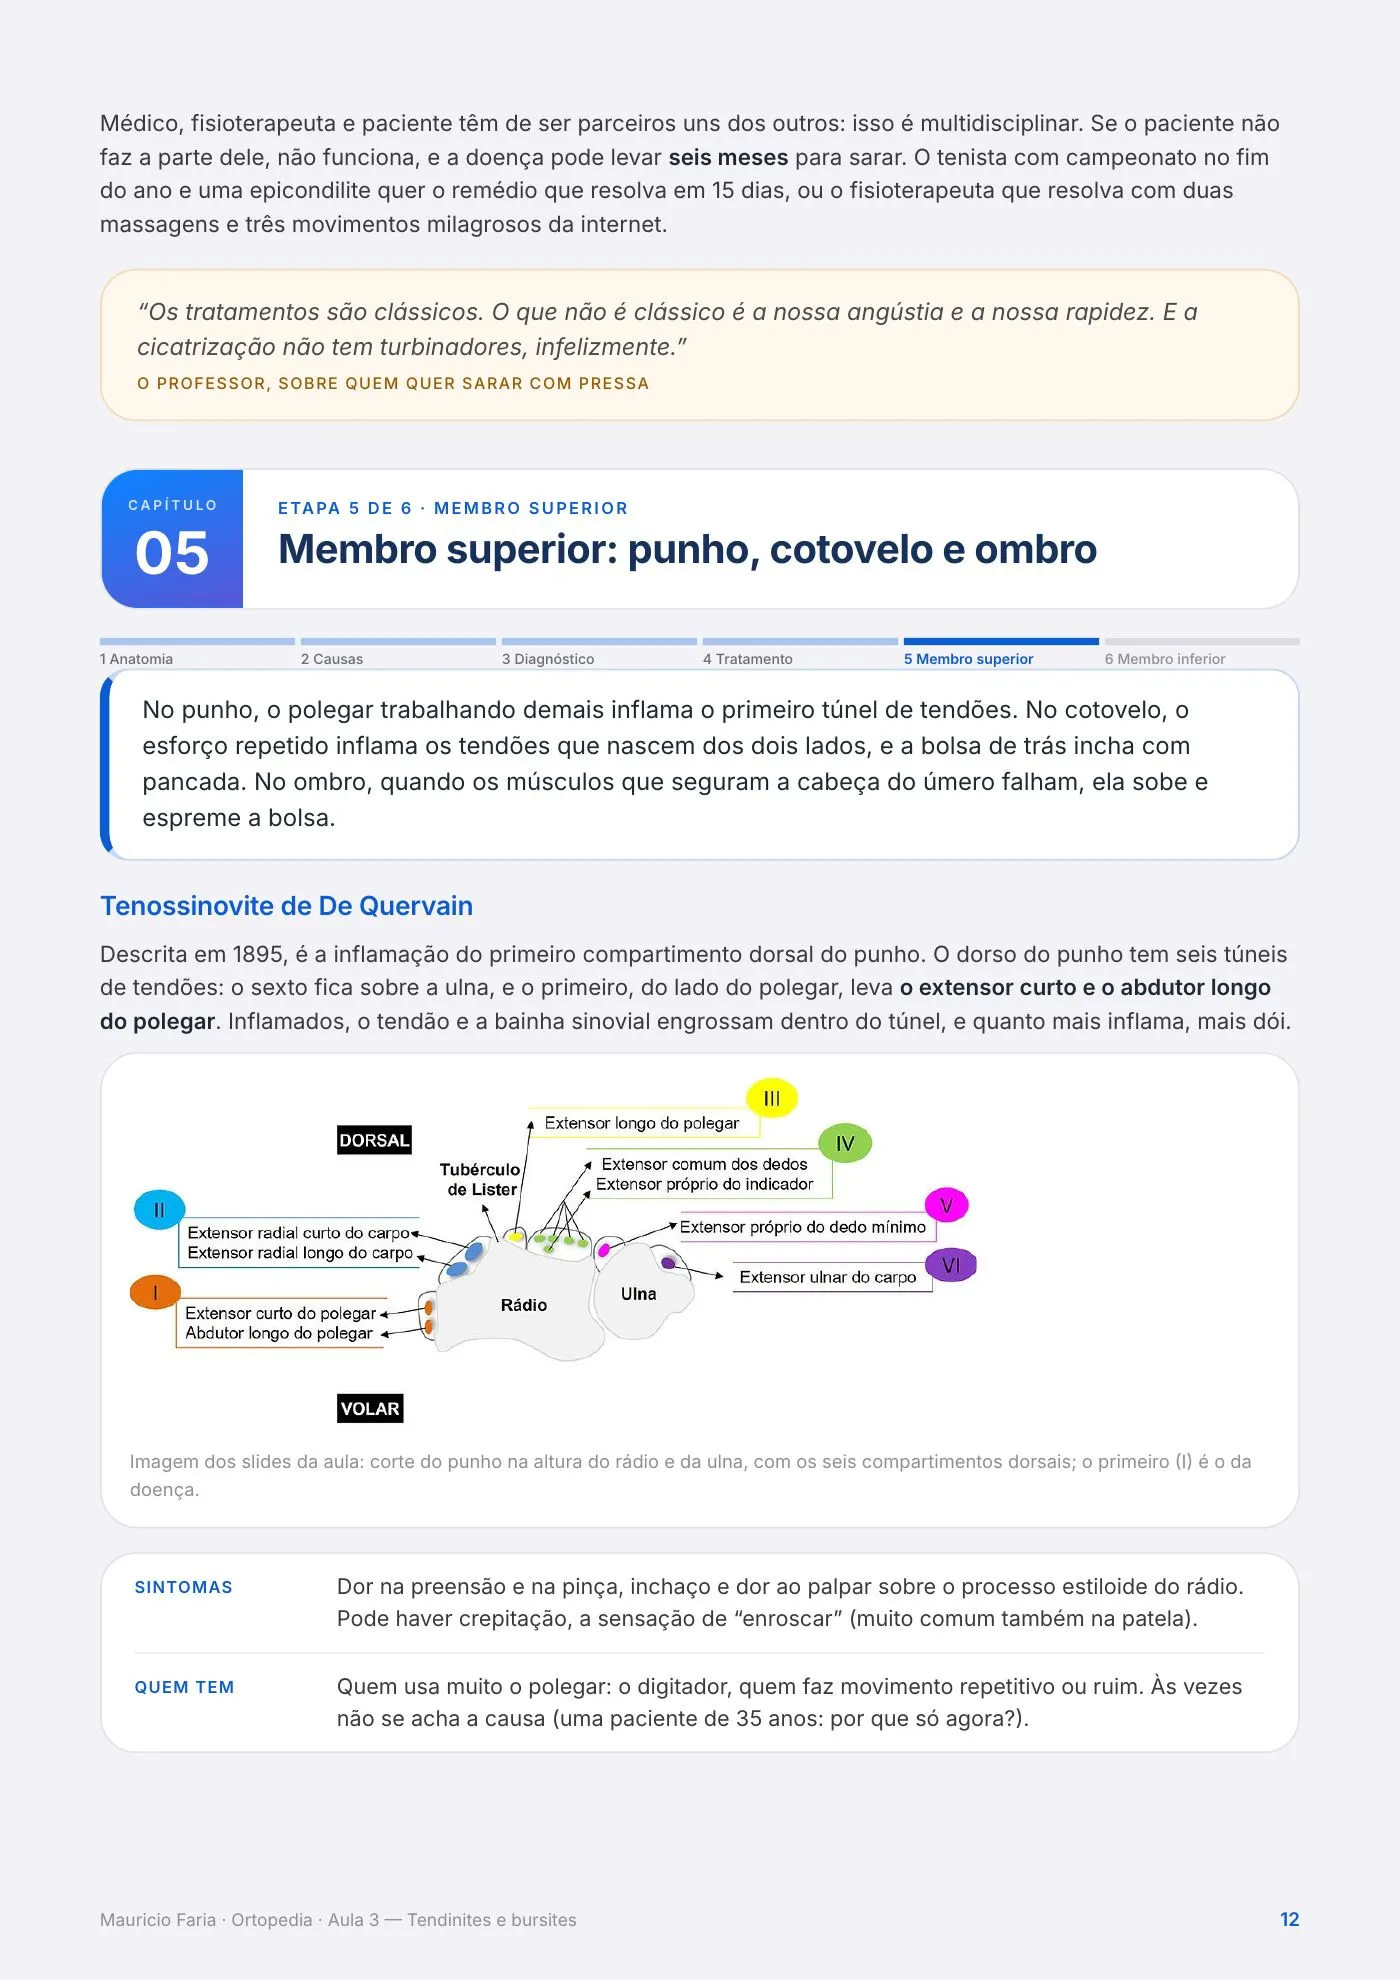 Médico, fisioterapeuta e paciente têm de ser parceiros uns dos outros: isso é multidisciplinar. Se o paciente não
faz a parte dele, não funciona, e a doença pode levar seis meses para sarar. O tenista com campeonato no fim
do ano e uma epicondilite quer o remédio que resolva em 15 dias, ou o fisioterapeuta que resolva com duas
massagens e três movimentos milagrosos da internet.
“Os tratamentos são clássicos. O que não é clássico é a nossa angústia e a nossa rapidez. E a
cicatrização não tem turbinadores, infelizmente.”
O PROFESSOR, SOBRE QUEM QUER SARAR COM PRESSA
CAPÍTULO
05
ETAPA 5 DE 6 · MEMBRO SUPERIOR
Membro superior: punho, cotovelo e ombro
1 Anatomia
2 Causas
3 Diagnóstico
4 Tratamento
5 Membro superior
6 Membro inferior
No punho, o polegar trabalhando demais inflama o primeiro túnel de tendões. No cotovelo, o
esforço repetido inflama os tendões que nascem dos dois lados, e a bolsa de trás incha com
pancada. No ombro, quando os músculos que seguram a cabeça do úmero falham, ela sobe e
espreme a bolsa.
Tenossinovite de De Quervain
Descrita em 1895, é a inflamação do primeiro compartimento dorsal do punho. O dorso do punho tem seis túneis
de tendões: o sexto fica sobre a ulna, e o primeiro, do lado do polegar, leva o extensor curto e o abdutor longo
do polegar. Inflamados, o tendão e a bainha sinovial engrossam dentro do túnel, e quanto mais inflama, mais dói.
III
Extensor longo do polegar
DORSAL
IV
Tubérculo
de Lister
Extensor comum dos dedos
Extensor próprio do indicador
II
Extensor radial curto do carpo
Extensor radial longo do carpo
V
Extensor próprio do dedo mínimo
VI
Extensor ulnar do carpo
I
Extensor curto do polegar
Abdutor longo do polegar
Rádio
Ulna
VOLAR
Imagem dos slides da aula: corte do punho na altura do rádio e da ulna, com os seis compartimentos dorsais; o primeiro (I) é o da
doença.
SINTOMAS
Dor na preensão e na pinça, inchaço e dor ao palpar sobre o processo estiloide do rádio.
Pode haver crepitação, a sensação de “enroscar” (muito comum também na patela).
QUEM TEM
Quem usa muito o polegar: o digitador, quem faz movimento repetitivo ou ruim. Às vezes
não se acha a causa (uma paciente de 35 anos: por que só agora?).
Mauricio Faria · Ortopedia · Aula 3 — Tendinites e bursites
12